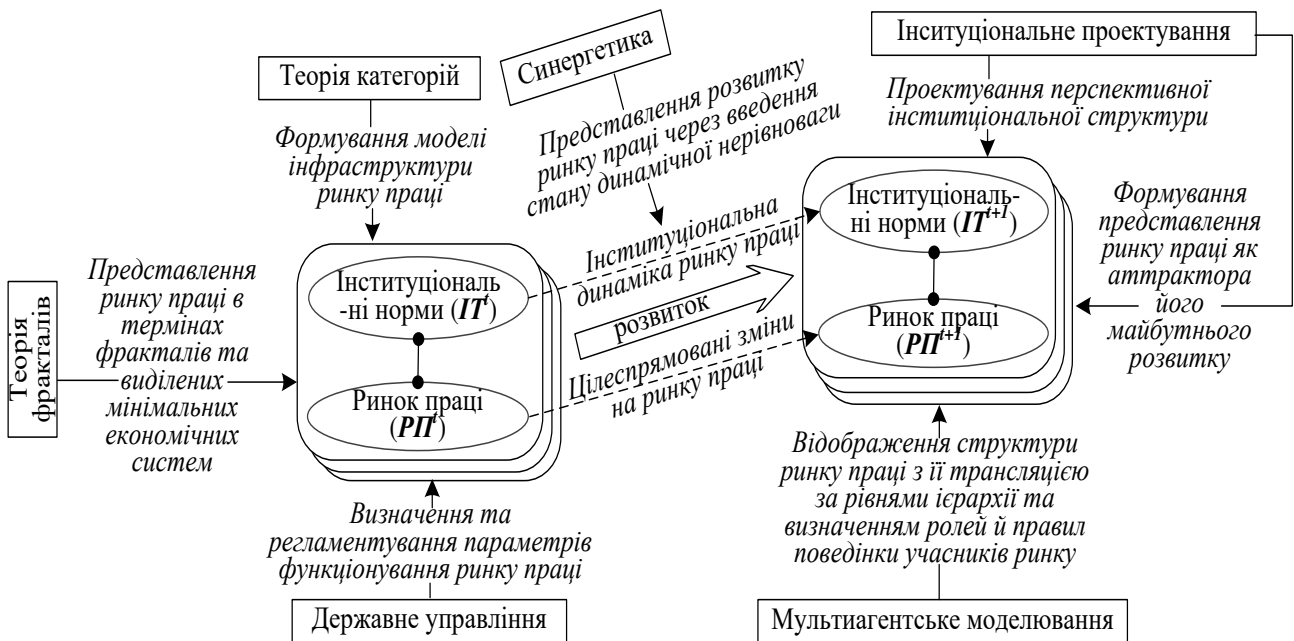 Теорія категорій
Формування моделі
інфраструктури
ринку праці
Синергетика
Представлення розвитку
ринку праці через введення
стану динамічної нерівноваги
Інситуціональне проектування
Проектування перспективної
інститціональної структури
Теорія
фракталів
Представлення
ринку праці в
термінах
фракталів та
виділених
мінімальних
економічних
систем
Інституціональ
-ні норми (IT^t)
Ринок праці
(РП^t)
Інституціональна
динаміка ринку праці
розвиток
Цілеспрямовані зміни
на ринку праці
Інституціональ-
ні норми (IT^t+1)
Ринок праці
(РП^t+1)
Формування
представлення
ринку праці як
аттрактора
його
майбутнього
розвитку
Визначення та
регламентування параметрів
функціонування ринку праці
Державне управління
Відображення структури
ринку праці з її трансляцією
за рівнями ієрархії та
визначенням ролей й правил
поведінки учасників ринку
Мультиагентське моделювання